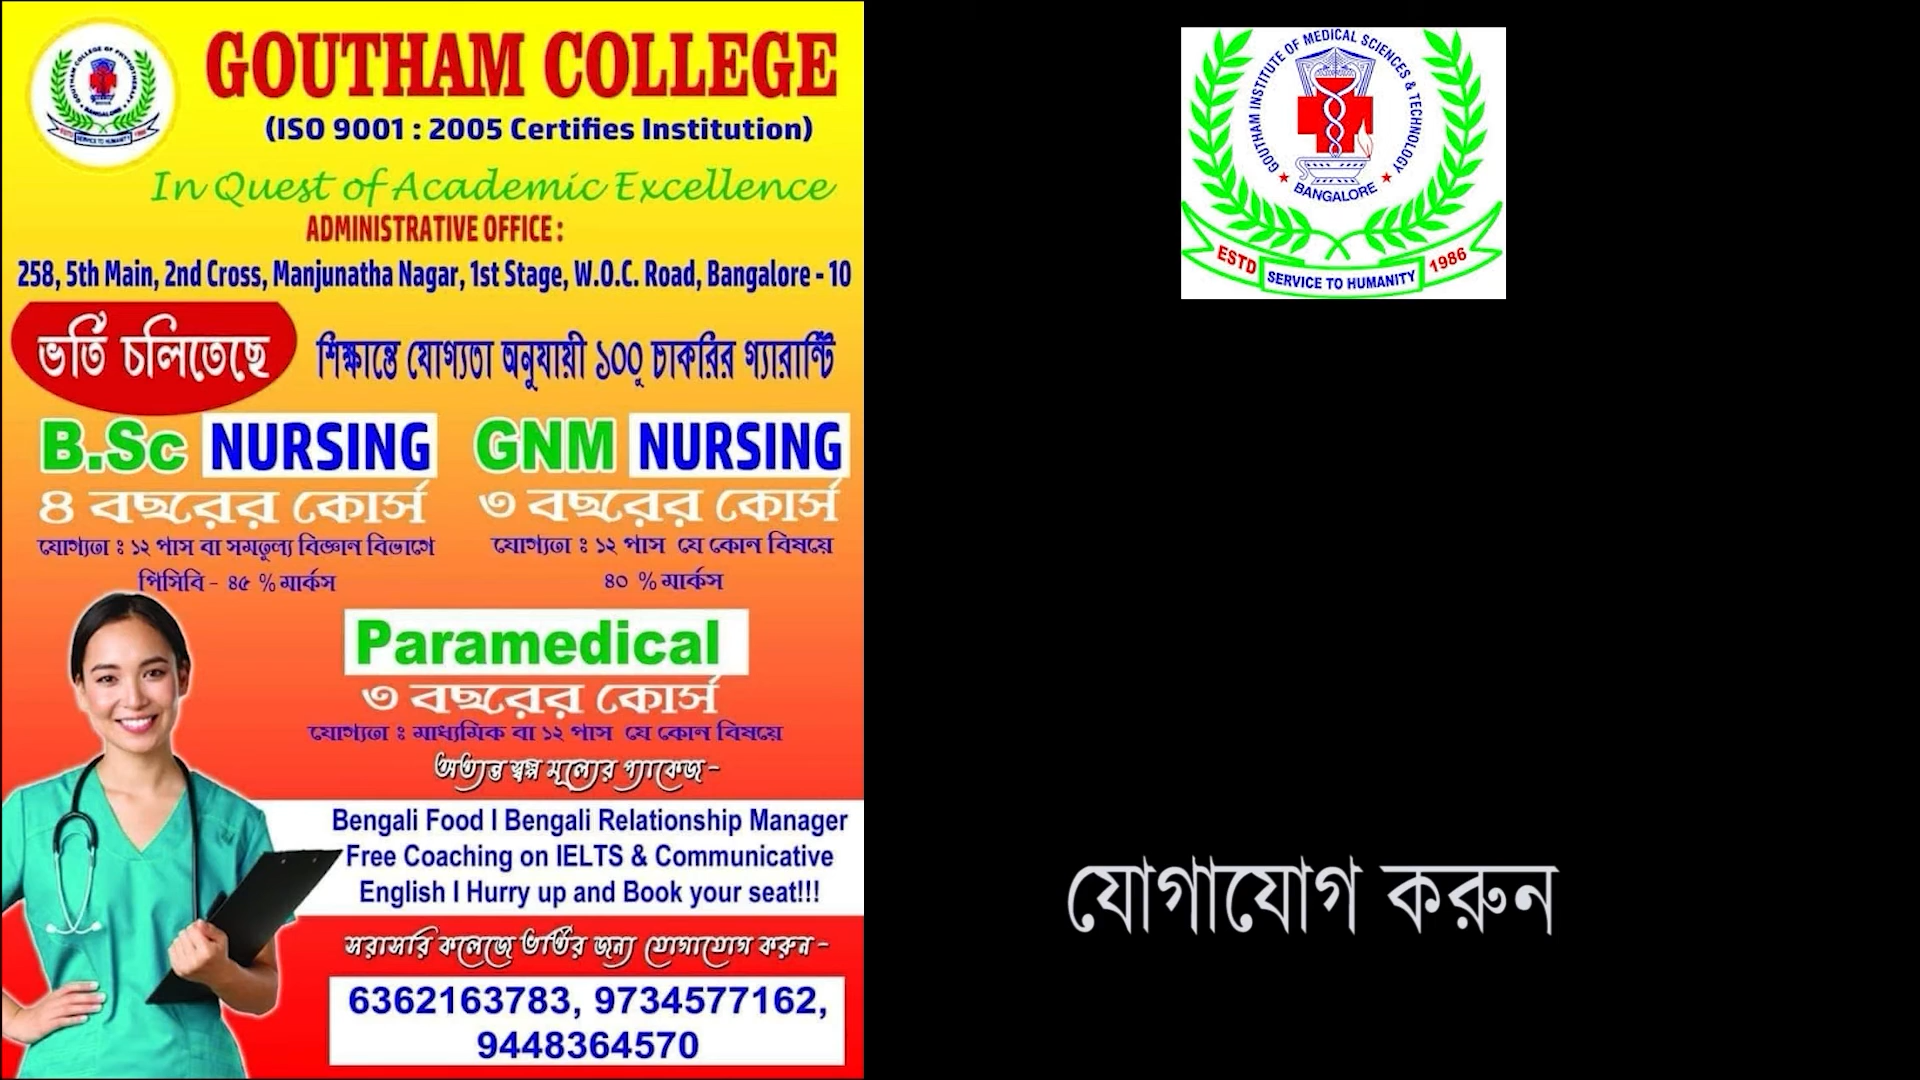 GOUTHAM COLLEGE
(ISO 9001 : 2005 Certifies Institution)
In Quest of Academic Excellence
ADMINISTRATIVE OFFICE :
258, 5th Main, 2nd Cross, Manjunatha Nagar, 1st Stage, W.O.C. Road, Bangalore - 10
ভর্তি চলিতেছে
শিক্ষান্তে যোগ্যতা অনুযায়ী ১০০ চাকরির গ্যারান্টি
B.Sc NURSING
৪ বছরের কোর্স
যোগ্যতা ঃ ১২ পাস বা সমতুল্য বিজ্ঞান বিভাগে
পিসিবি - ৪৫ % মার্কস
GNM NURSING
৩ বছরের কোর্স
যোগ্যতা ঃ ১২ পাস যে কোন বিষয়ে
৪০ % মার্কস
Paramedical
৩ বছরের কোর্স
যোগ্যতা ঃ মাধ্যমিক বা ১২ পাস যে কোন বিষয়ে
অত্যন্ত স্বল্প মূল্যের প্যাকেজ -
Bengali Food I Bengali Relationship Manager
Free Coaching on IELTS & Communicative
English I Hurry up and Book your seat!!!
সরাসরি কলেজে ভর্তির জন্য যোগাযোগ করুন -
6362163783, 9734577162,
9448364570
GOUTHAM INSTITUTE OF MEDICAL SCIENCES & TECHNOLOGY
BANGALORE
ESTD 1986
SERVICE TO HUMANITY
যোগাযোগ করুন